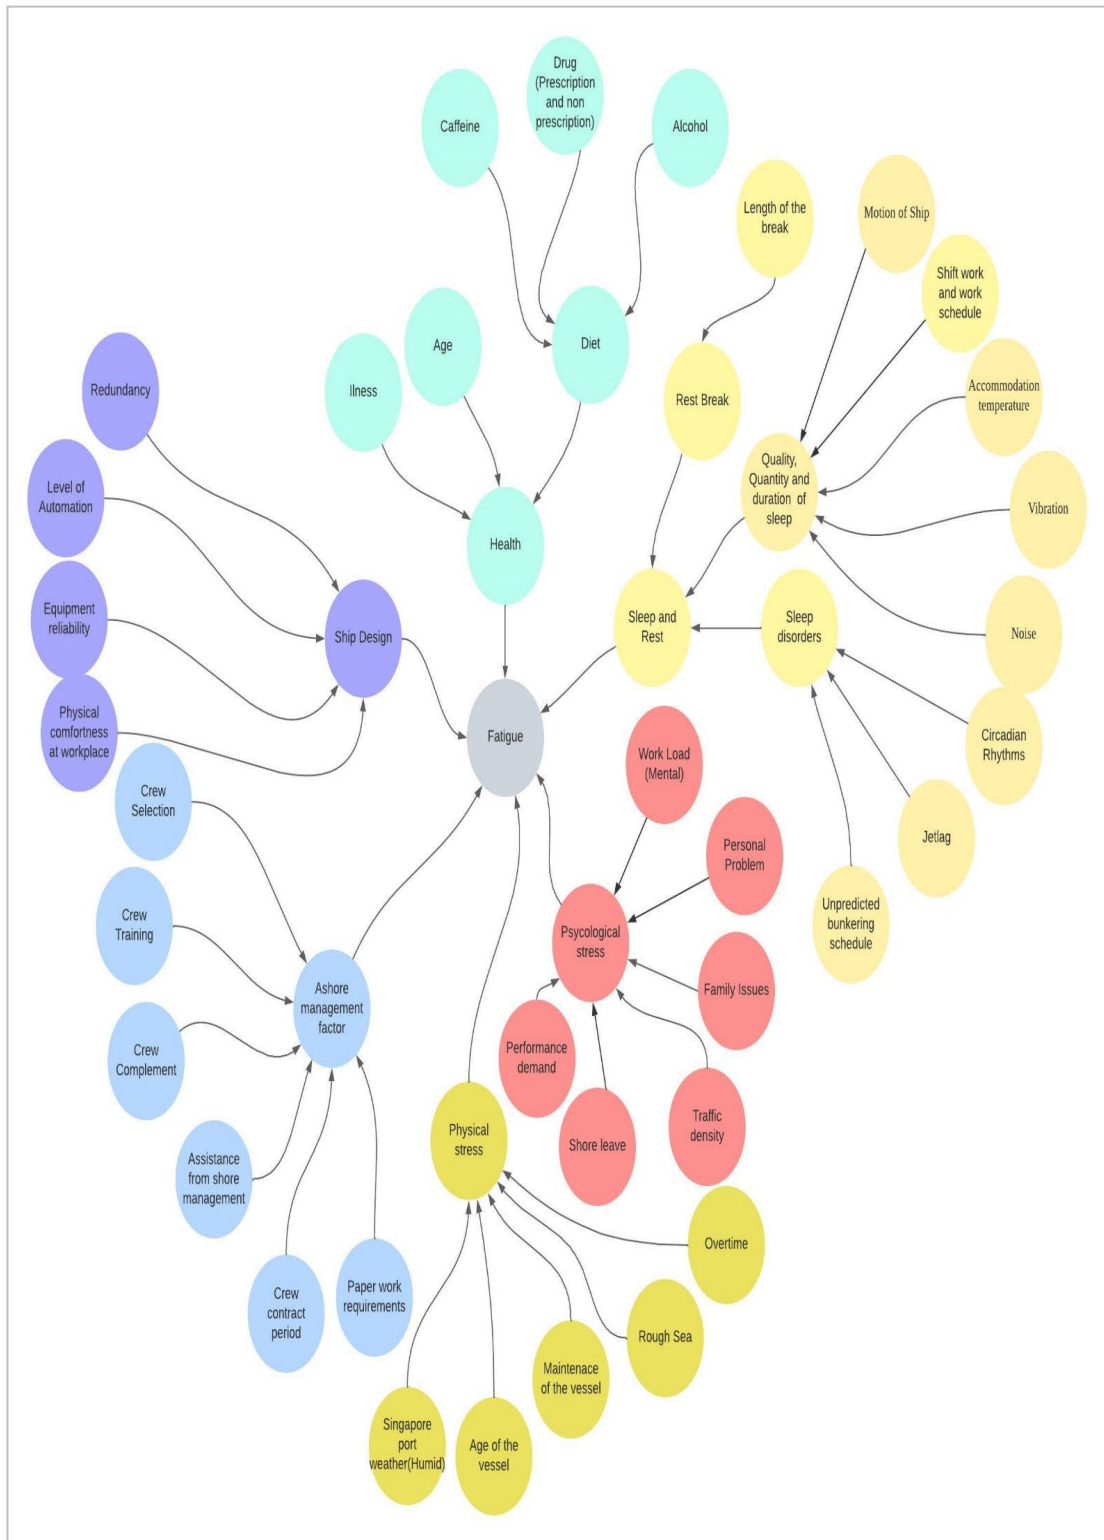 Drug
(Prescription
and non
prescription)
Caffeine
Alcohol
Length of the
break
Motion of Ship
Shift work
and work
schedule
Redundancy
Illness
Age
Diet
Rest Break
Accommodation
temperature
Level of
Automation
Quality,
Quantity and
duration of
sleep
Vibration
Health
Equipment
reliability
Ship Design
Sleep and
Rest
Sleep
disorders
Noise
Physical
comfortness
at workplace
Fatigue
Work Load
(Mental)
Circadian
Rhythms
Crew
Selection
Personal
Problem
Jetlag
Crew
Training
Psycological
stress
Unpredicted
bunkering
schedule
Ashore
management
factor
Family Issues
Crew
Complement
Performance
demand
Shore leave
Traffic
density
Physical
stress
Assistance
from shore
management
Overtime
Crew
contract
period
Paper work
requirements
Rough Sea
Maintenace
of the vessel
Singapore
port
weather(Humid)
Age of the
vessel